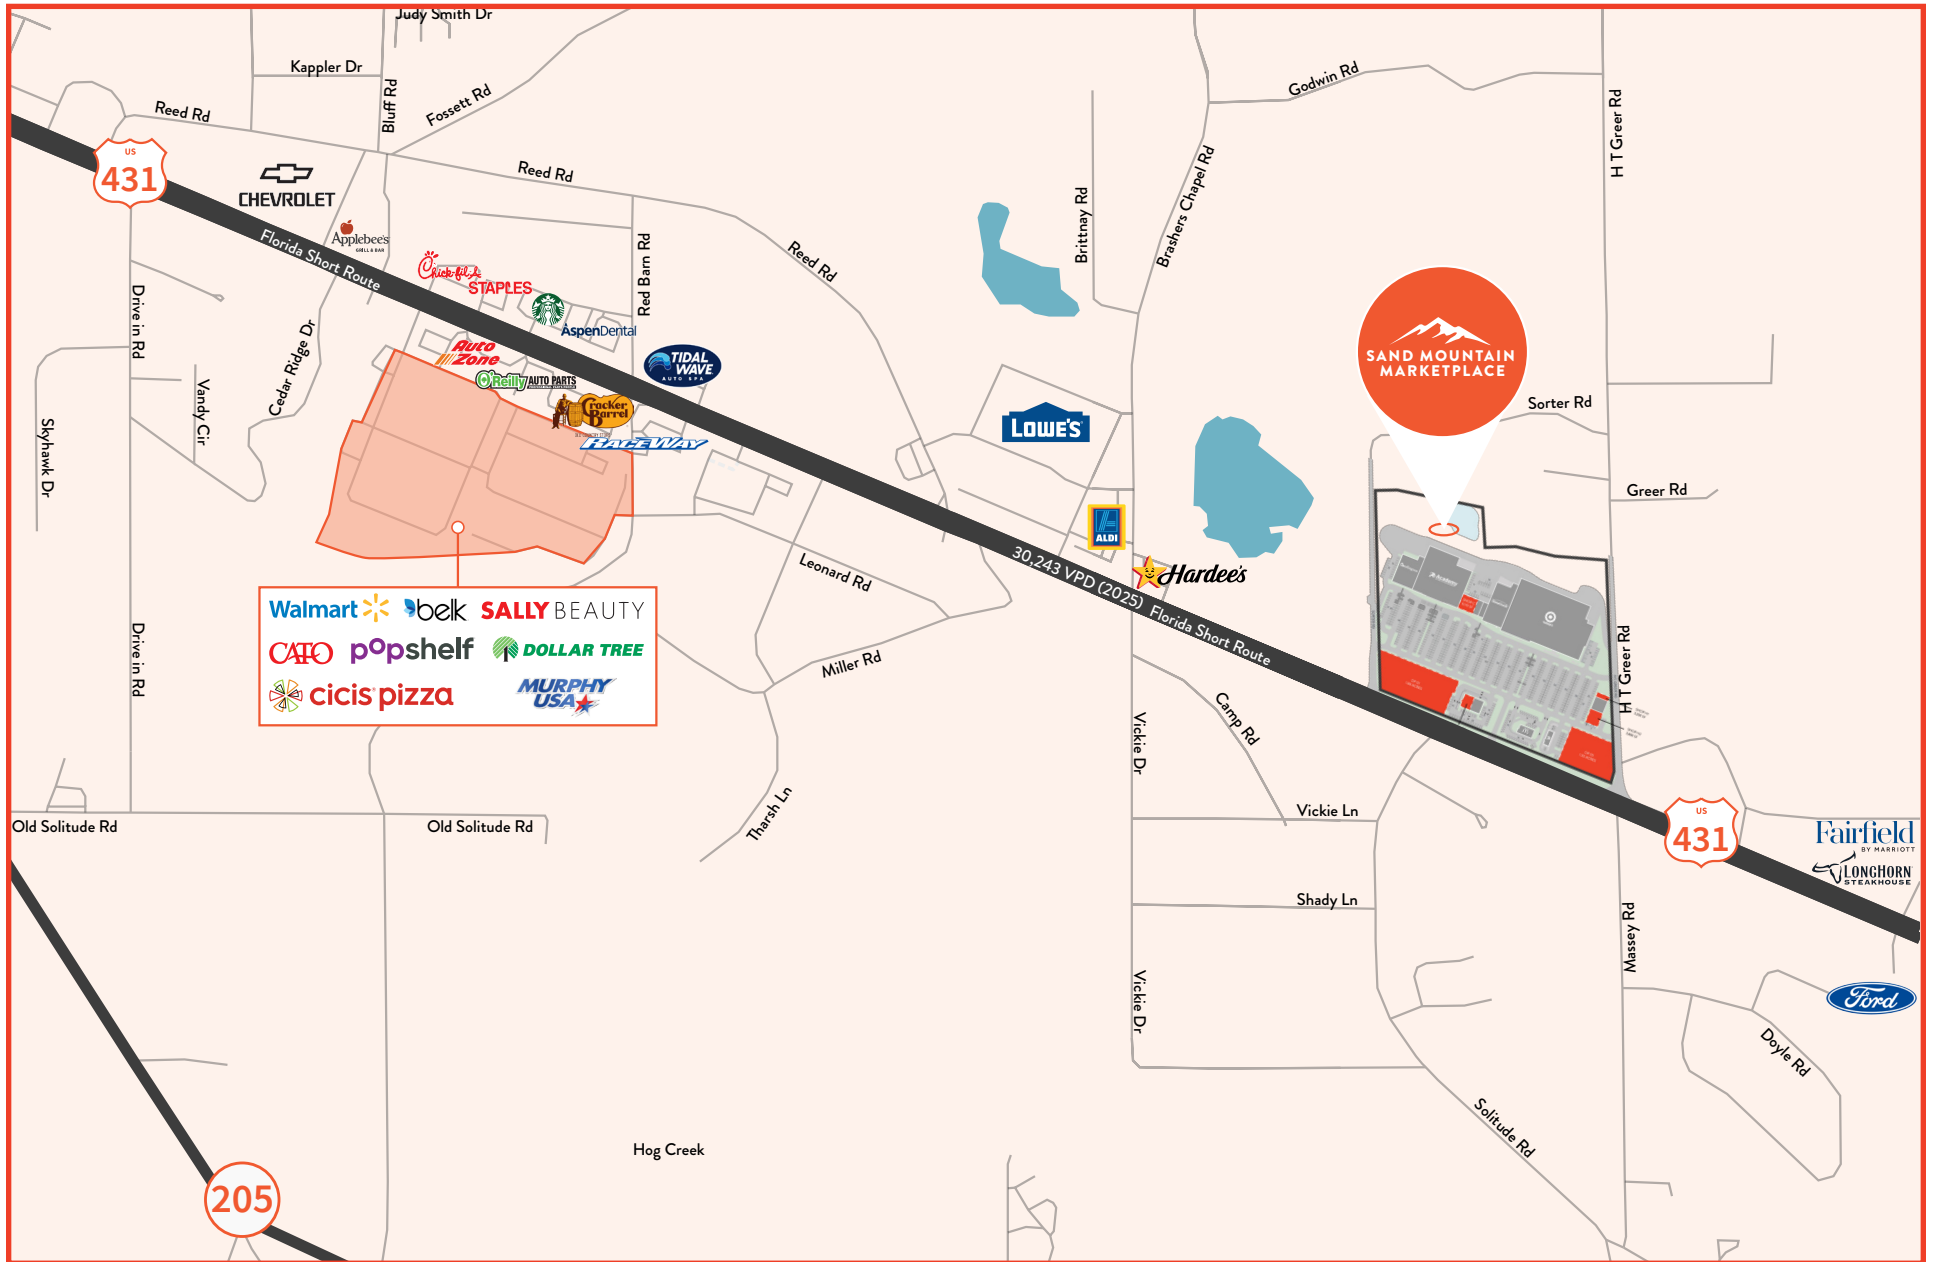 Judy Smith Dr
Kappler Dr
Bluff Rd
Fossett Rd
Reed Rd
US
431
CHEVROLET
Reed Rd
Godwin Rd
H T Greer Rd
Brashers Chapel Rd
Brittnay Rd
Applebee's
GRILL & BAR
Florida Short Route
Chick-fil-A
STAPLES
Red Barn Rd
Reed Rd
AspenDental
Drive in Rd
Cedar Ridge Dr
Auto
Zone
O'Reilly AUTO PARTS
TIDAL
WAVE
AUTO SPA
Cracker
Barrel
RACEWAY
Vandy Cir
Skyhawk Dr
SAND MOUNTAIN
MARKETPLACE
LOWE'S
Sorter Rd
Greer Rd
ALDI
Hardee's
30,243 VPD (2025) Florida Short Route
Leonard Rd
Walmart
belk
SALLY BEAUTY
CATO
popshelf
DOLLAR TREE
cicis pizza
MURPHY
USA
Drive in Rd
Miller Rd
H T Greer Rd
Camp Rd
Vickie Dr
Tharsh Ln
Old Solitude Rd
Old Solitude Rd
Vickie Ln
US
431
Fairfield
BY MARRIOTT
LONGHORN
STEAKHOUSE
Shady Ln
Massey Rd
Vickie Dr
Ford
Doyle Rd
Solitude Rd
Hog Creek
205